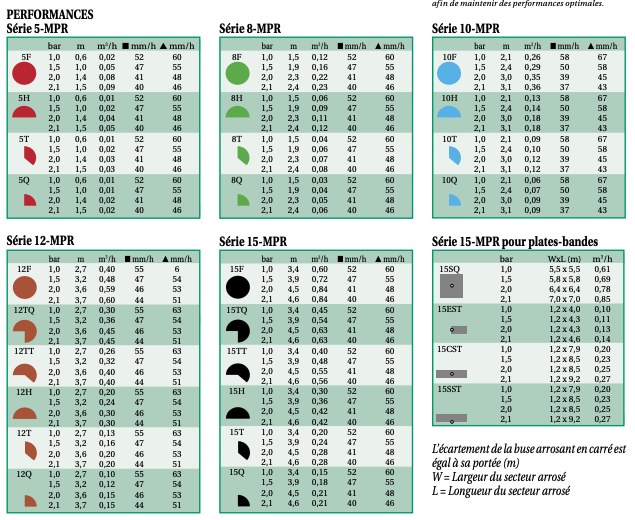 afin de maintenir des performances optimales.
PERFORMANCES
Série 5-MPR
bar m m³/h ■mm/h ▲mm/h
5F 1,0 0,6 0,02 52 60
1,5 1,0 0,05 47 55
2,0 1,4 0,08 41 48
2,1 1,5 0,09 40 46
5H 1,0 0,6 0,01 52 60
1,5 1,0 0,02 47 55
2,0 1,4 0,04 41 48
2,1 1,5 0,05 40 46
5T 1,0 0,6 0,01 52 60
1,5 1,0 0,02 47 55
2,0 1,4 0,03 41 48
2,1 1,5 0,03 40 46
5Q 1,0 0,6 0,01 52 60
1,5 1,0 0,01 47 55
2,0 1,4 0,02 41 48
2,1 1,5 0,02 40 46
Série 8-MPR
bar m m³/h ■mm/h ▲mm/h
8F 1,0 1,5 0,12 52 60
1,5 1,9 0,16 47 55
2,0 2,3 0,22 41 48
2,1 2,4 0,23 40 46
8H 1,0 1,5 0,06 52 60
1,5 1,9 0,09 47 55
2,0 2,3 0,11 41 48
2,1 2,4 0,12 40 46
8T 1,0 1,5 0,04 52 60
1,5 1,9 0,06 47 55
2,0 2,3 0,07 41 48
2,1 2,4 0,08 40 46
8Q 1,0 1,5 0,03 52 60
1,5 1,9 0,04 47 55
2,0 2,3 0,05 41 48
2,1 2,4 0,06 40 46
Série 10-MPR
bar m m³/h ■mm/h ▲mm/h
10F 1,0 2,1 0,26 58 67
1,5 2,4 0,29 50 58
2,0 3,0 0,35 39 45
2,1 3,1 0,36 37 43
10H 1,0 2,1 0,13 58 67
1,5 2,4 0,14 50 58
2,0 3,0 0,18 39 45
2,1 3,1 0,18 37 43
10T 1,0 2,1 0,09 58 67
1,5 2,4 0,10 50 58
2,0 3,0 0,12 39 45
2,1 3,1 0,12 37 43
10Q 1,0 2,1 0,06 58 67
1,5 2,4 0,07 50 58
2,0 3,0 0,09 39 45
2,1 3,1 0,09 37 43
Série 12-MPR
bar m m³/h ■mm/h ▲mm/h
12F 1,0 2,7 0,40 55 6
1,5 3,2 0,48 47 54
2,0 3,6 0,59 46 53
2,1 3,7 0,60 44 51
12TQ 1,0 2,7 0,30 55 63
1,5 3,2 0,36 47 54
2,0 3,6 0,45 46 53
2,1 3,7 0,45 44 51
12TT 1,0 2,7 0,26 55 63
1,5 3,2 0,32 47 54
2,0 3,6 0,40 46 53
2,1 3,7 0,40 44 51
12H 1,0 2,7 0,20 55 63
1,5 3,2 0,24 47 54
2,0 3,6 0,30 46 53
2,1 3,7 0,30 44 51
12T 1,0 2,7 0,13 55 63
1,5 3,2 0,16 47 54
2,0 3,6 0,20 46 53
2,1 3,7 0,20 44 51
12Q 1,0 2,7 0,10 55 63
1,5 3,2 0,12 47 54
2,0 3,6 0,15 46 53
2,1 3,7 0,15 44 51
Série 15-MPR
bar m m³/h ■mm/h ▲mm/h
15F 1,0 3,4 0,60 52 60
1,5 3,9 0,72 47 55
2,0 4,5 0,84 41 48
2,1 4,6 0,84 40 46
15TQ 1,0 3,4 0,45 52 60
1,5 3,9 0,54 47 55
2,0 4,5 0,63 41 48
2,1 4,5 0,63 40 46
15TT 1,0 3,4 0,40 52 60
1,5 3,9 0,48 47 55
2,0 4,5 0,55 41 48
2,1 4,6 0,56 40 46
15H 1,0 3,4 0,30 52 60
1,5 3,9 0,36 47 55
2,0 4,5 0,42 41 48
2,1 4,6 0,42 40 46
15T 1,0 3,4 0,20 52 60
1,5 3,9 0,24 47 55
2,0 4,5 0,28 41 48
2,1 4,6 0,28 40 46
15Q 1,0 3,4 0,15 52 60
1,5 3,9 0,18 47 55
2,0 4,5 0,21 41 48
2,1 4,6 0,21 40 46
Série 15-MPR pour plates-bandes
bar WxL (m) m³/h
15SQ 1,0 5,5 x 5,5 0,61
1,5 5,8 x 5,8 0,69
2,0 6,4 x 6,4 0,78
2,1 7,0 x 7,0 0,85
15EST 1,0 1,2 x 4,0 0,10
1,5 1,2 x 4,3 0,11
2,0 1,2 x 4,3 0,13
2,1 1,2 x 4,6 0,14
15CST 1,0 1,2 x 7,9 0,20
1,5 1,2 x 8,5 0,23
2,0 1,2 x 8,5 0,25
2,1 1,2 x 9,2 0,27
15SST 1,0 1,2 x 7,9 0,20
1,5 1,2 x 8,5 0,23
2,0 1,2 x 8,5 0,25
2,1 1,2 x 9,2 0,27
L'écartement de la buse arrosant en carré est
égal à sa portée (m)
W = Largeur du secteur arrosé
L = Longueur du secteur arrosé